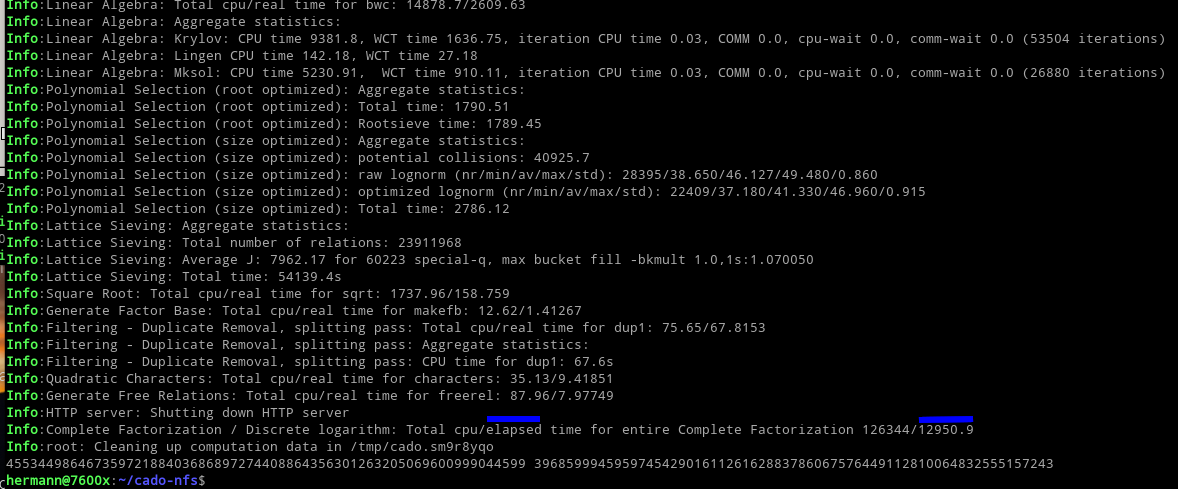 Info:Linear Algebra: Total cpu/real time for bwc: 14878.7/2609.63
Info:Linear Algebra: Aggregate statistics:
Info:Linear Algebra: Krylov: CPU time 9381.8, WCT time 1636.75, iteration CPU time 0.03, COMM 0.0, cpu-wait 0.0, comm-wait 0.0 (53504 iterations)
Info:Linear Algebra: Lingen CPU time 142.18, WCT time 27.18
Info:Linear Algebra: Mksol: CPU time 5230.91,  WCT time 910.11, iteration CPU time 0.03, COMM 0.0, cpu-wait 0.0, comm-wait 0.0 (26880 iterations)
Info:Polynomial Selection (root optimized): Aggregate statistics:
Info:Polynomial Selection (root optimized): Total time: 1790.51
Info:Polynomial Selection (root optimized): Rootsieve time: 1789.45
Info:Polynomial Selection (size optimized): Aggregate statistics:
Info:Polynomial Selection (size optimized): potential collisions: 40925.7
Info:Polynomial Selection (size optimized): raw lognorm (nr/min/av/max/std): 28395/38.650/46.127/49.480/0.860
Info:Polynomial Selection (size optimized): optimized lognorm (nr/min/av/max/std): 22409/37.180/41.330/46.960/0.915
Info:Polynomial Selection (size optimized): Total time: 2786.12
Info:Lattice Sieving: Aggregate statistics:
Info:Lattice Sieving: Total number of relations: 23911968
Info:Lattice Sieving: Average J: 7962.17 for 60223 special-q, max bucket fill -bkmult 1.0,1s:1.070050
Info:Lattice Sieving: Total time: 54139.4s
Info:Square Root: Total cpu/real time for sqrt: 1737.96/158.759
Info:Generate Factor Base: Total cpu/real time for makefb: 12.62/1.41267
Info:Filtering - Duplicate Removal, splitting pass: Total cpu/real time for dup1: 75.65/67.8153
Info:Filtering - Duplicate Removal, splitting pass: Aggregate statistics:
Info:Filtering - Duplicate Removal, splitting pass: CPU time for dup1: 67.6s
Info:Quadratic Characters: Total cpu/real time for characters: 35.13/9.41851
Info:Generate Free Relations: Total cpu/real time for freerel: 87.96/7.97749
Info:HTTP server: Shutting down HTTP server
Info:Complete Factorization / Discrete logarithm: Total cpu/elapsed time for entire Complete Factorization 126344/12950.9
Info:root: Cleaning up computation data in /tmp/cado.sm9r8yqo
45534498646735972188403686897274408864356301263205069600999044599 3968599945959745429016112616288378606757644911281006483255515​7243
hermann@7600x:~/cado-nfs$